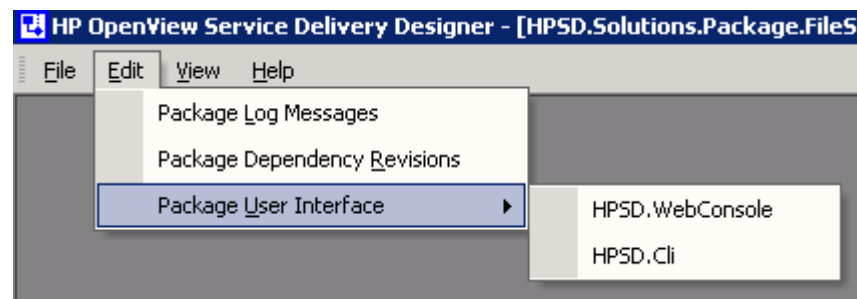 HP OpenView Service Delivery Designer - [HPSD.Solutions.Package.FileS
File Edit View Help
Package Log Messages
Package Dependency Revisions
Package User Interface HPSD.WebConsole
HPSD.Cli